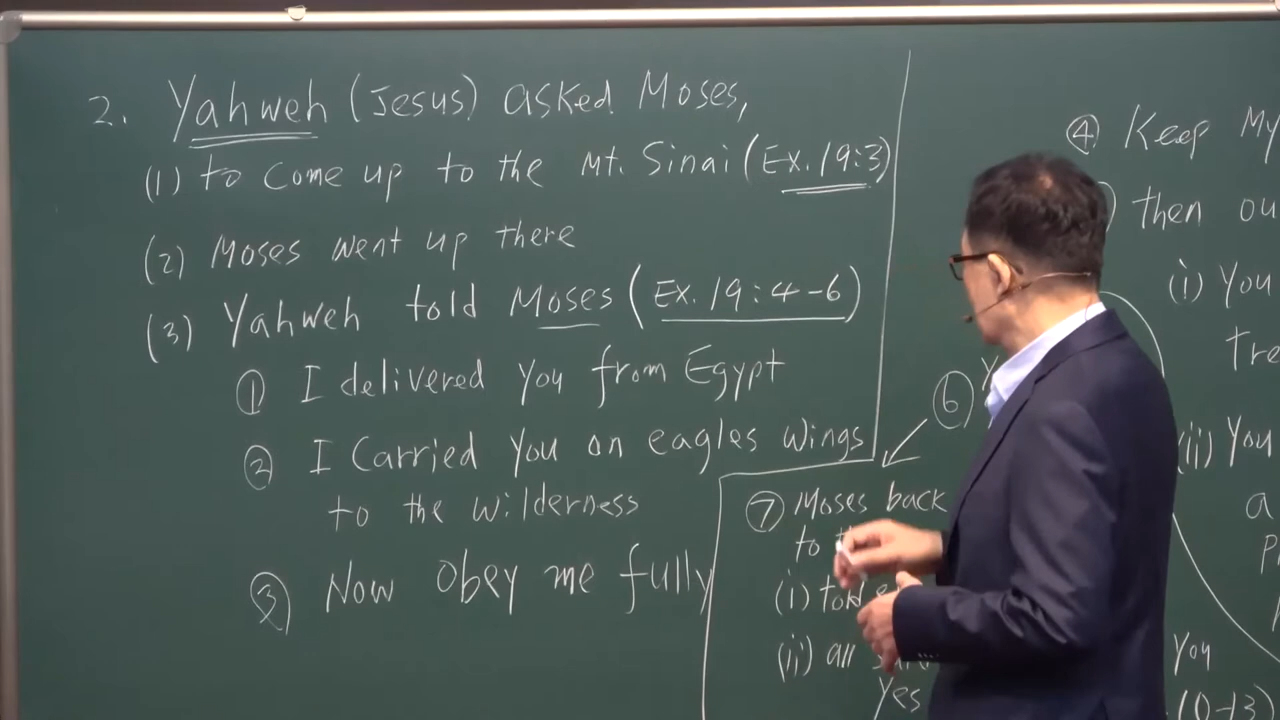 2. Yahweh (Jesus) asked Moses,
(1) to come up to the Mt. Sinai (Ex. 19:3)
(2) Moses went up there
(3) Yahweh told Moses (Ex. 19:4-6)
① I delivered you from Egypt
② I carried you on eagles wings
to the wilderness
③ Now obey me fully
④ Keep My
then
(i) You
(ii) You
a
⑥
⑦ Moses back
to
(i) told
(ii) all
Yes
You